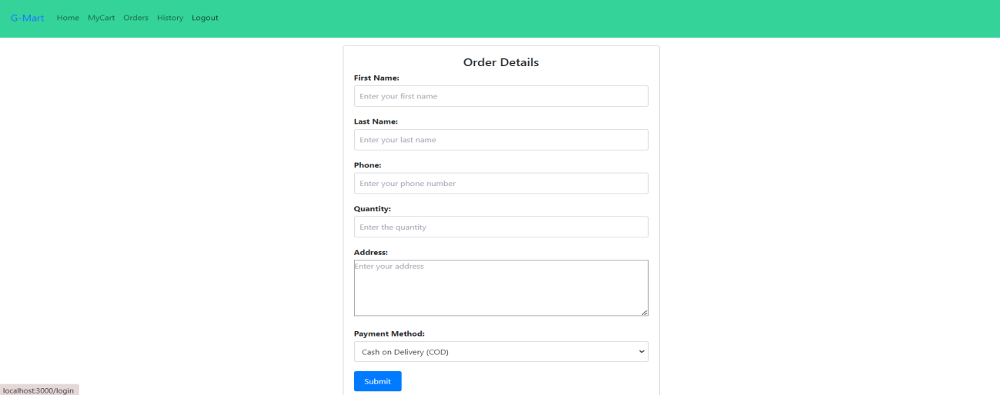 G-Mart Home MyCart Orders History Logout
Order Details
First Name:
Enter your first name
Last Name:
Enter your last name
Phone:
Enter your phone number
Quantity:
Enter the quantity
Address:
Enter your address
Payment Method:
Cash on Delivery (COD)
Submit
localhost:3000/login